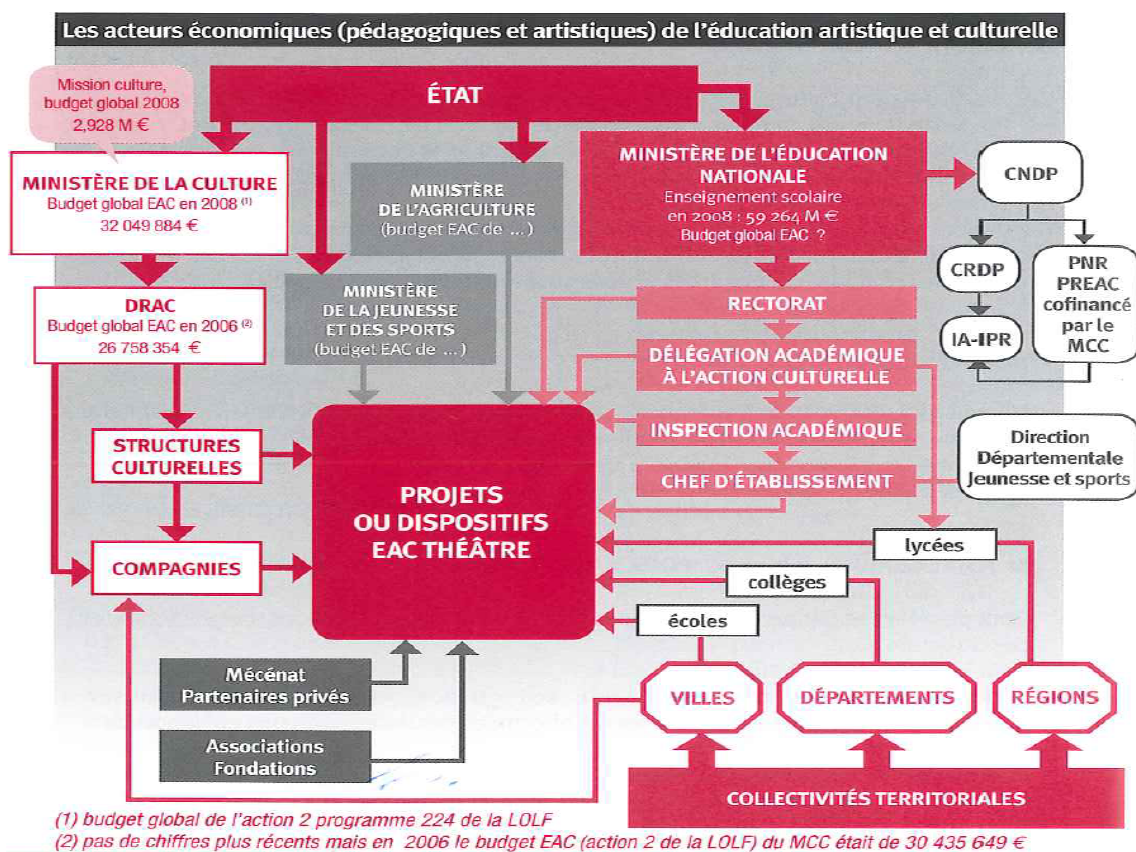 Les acteurs économiques (pédagogiques et artistiques) de l'éducation artistique et culturelle
Mission culture,
budget global 2008
2,928 M €
ÉTAT
MINISTÈRE DE LA CULTURE
Budget global EAC en 2008 (1)
32 049 884 €
MINISTÈRE
DE L'AGRICULTURE
(budget EAC de ...)
MINISTÈRE DE L'ÉDUCATION
NATIONALE
Enseignement scolaire
en 2008 : 59 264 M €
Budget global EAC ?
CNDP
CRDP
PNR
PREAC
cofinancé
par le
MCC
IA-IPR
DRAC
Budget global EAC en 2006 (2)
26 758 354 €
MINISTÈRE
DE LA JEUNESSE
ET DES SPORTS
(budget EAC de ...)
RECTORAT
DÉLÉGATION ACADÉMIQUE
À L'ACTION CULTURELLE
INSPECTION ACADÉMIQUE
CHEF D'ÉTABLISSEMENT
Direction
Départementale
Jeunesse et sports
STRUCTURES
CULTURELLES
COMPAGNIES
PROJETS
OU DISPOSITIFS
EAC THÉÂTRE
lycées
collèges
écoles
Mécénat
Partenaires privés
Associations
Fondations
VILLES
DÉPARTEMENTS
RÉGIONS
COLLECTIVITÉS TERRITORIALES
(1) budget global de l'action 2 programme 224 de la LOLF
(2) pas de chiffres plus récents mais en 2006 le budget EAC (action 2 de la LOLF) du MCC était de 30 435 649 €